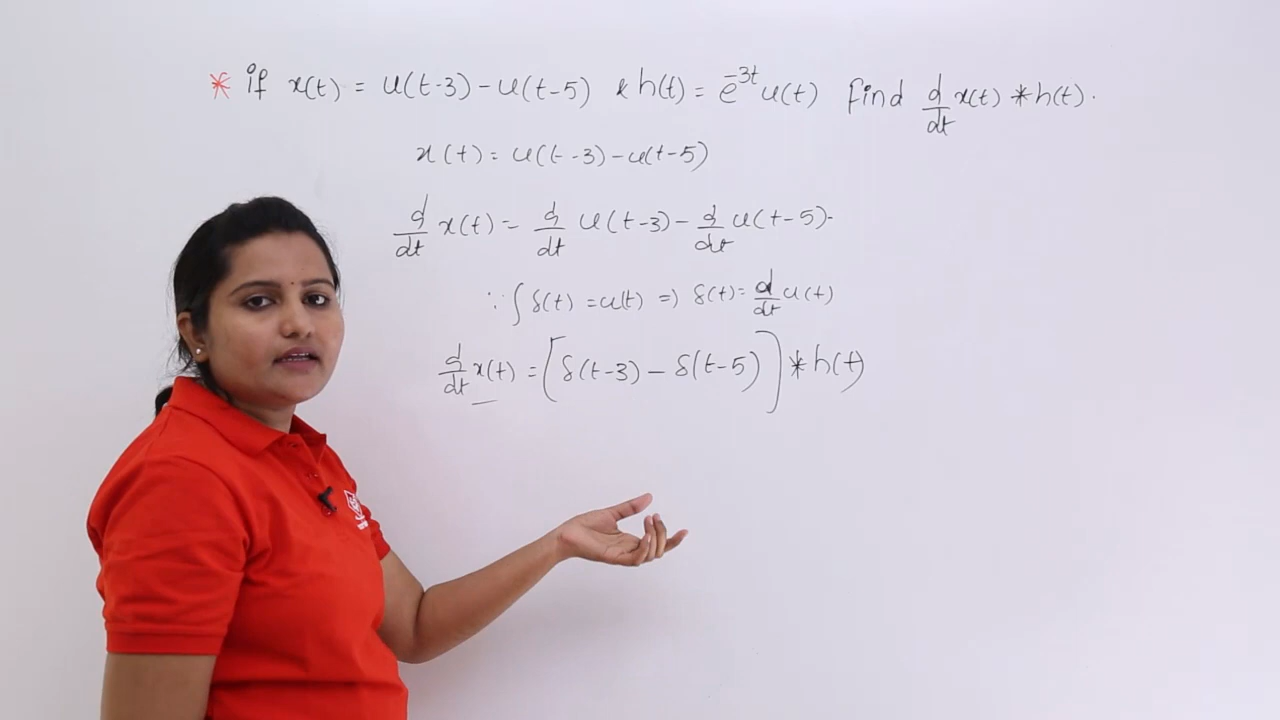 * if x(t) = u(t-3) - u(t-5) & h(t) = e^-3t u(t) find d/dt x(t) * h(t).
x(t) = u(t-3) - u(t-5)
d/dt x(t) = d/dt u(t-3) - d/dt u(t-5).
∵ ∫ δ(t) = u(t) ⇒ δ(t) = d/dt u(t)
d/dt x(t) = [δ(t-3) - δ(t-5)] * h(t)